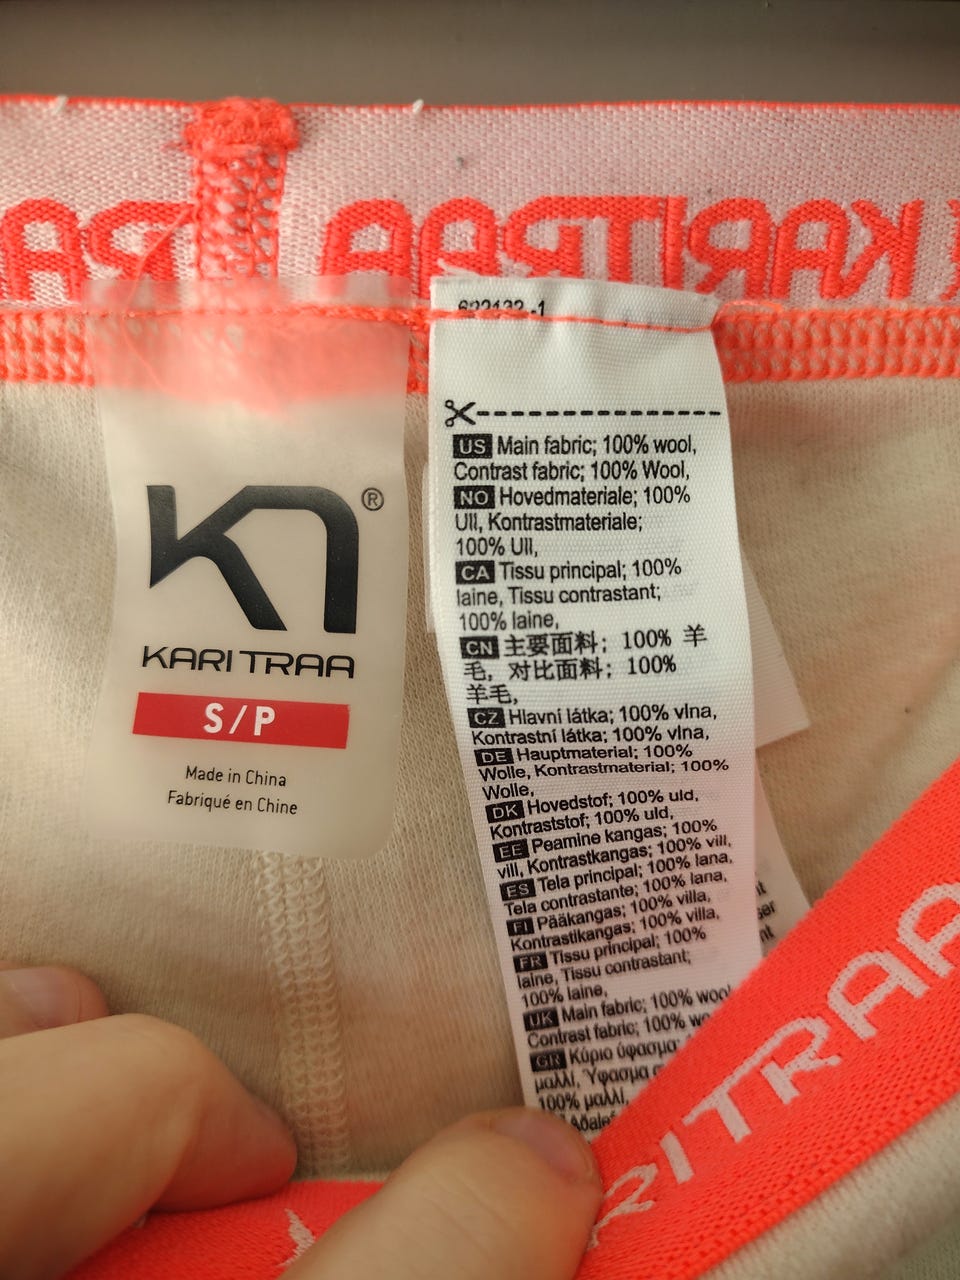 KARITRAA
KARI
622132 -1
KARI TRAA
S/P
Made in China
Fabriqué en Chine
US Main fabric; 100% wool,
Contrast fabric; 100% Wool,
NO Hovedmateriale; 100%
Ull, Kontrastmateriale;
100% Ull,
CA Tissu principal; 100%
laine, Tissu contrastant;
100% laine,
CN 主要面料; 100% 羊
毛, 对比面料; 100%
羊毛,
CZ Hlavní látka; 100% vlna,
Kontrastní látka; 100% vlna,
DE Hauptmaterial; 100%
Wolle, Kontrastmaterial; 100%
Wolle,
DK Hovedstof; 100% uld,
Kontraststof; 100% uld,
EE Peamine kangas; 100%
vill, Kontrastkangas; 100% vill,
ES Tela principal; 100% lana,
Tela contrastante; 100% lana,
FI Pääkangas; 100% villa,
Kontrastikangas; 100% villa,
FR Tissu principal; 100%
laine, Tissu contrastant;
100% laine,
UK Main fabric; 100% wool
Contrast fabric; 100%
GR Κύριο ύφασμα;
μαλλί, Ύφασμα
100% μαλλί,
RITRAA